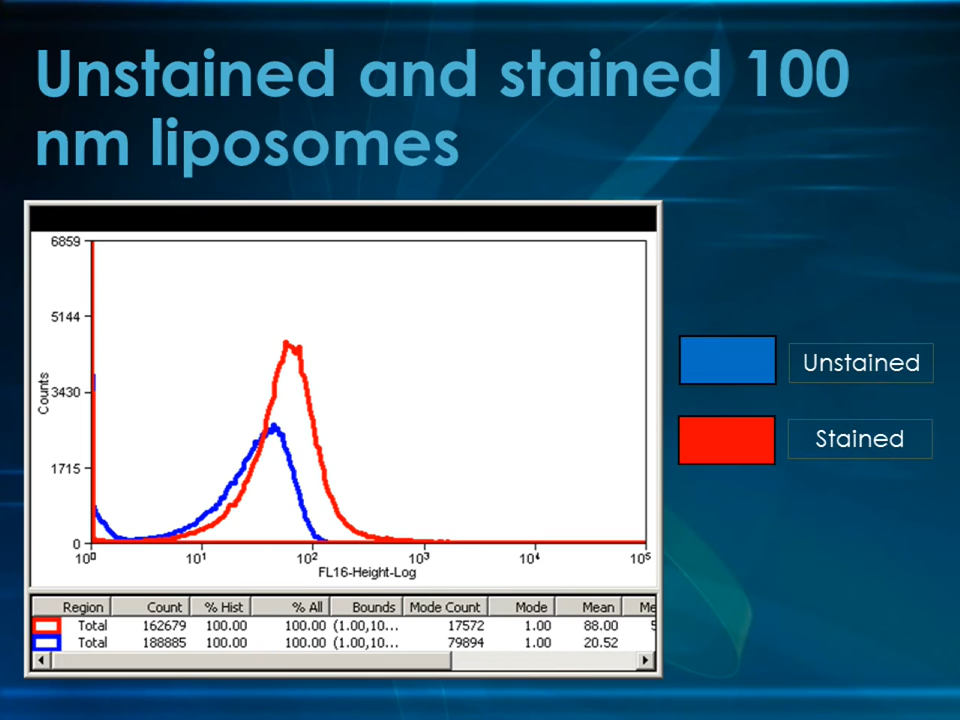 Unstained and stained 100
nm liposomes
6859
5144
Counts
3430
1715
0
100 101 102 103 104 105
FL16-Height-Log
Unstained
Stained
Region Count % Hist % All Bounds Mode Count Mode Mean Me
Total 162679 100.00 100.00 (1.00,10... 17572 1.00 88.00
Total 188885 100.00 100.00 (1.00,10... 79894 1.00 20.52